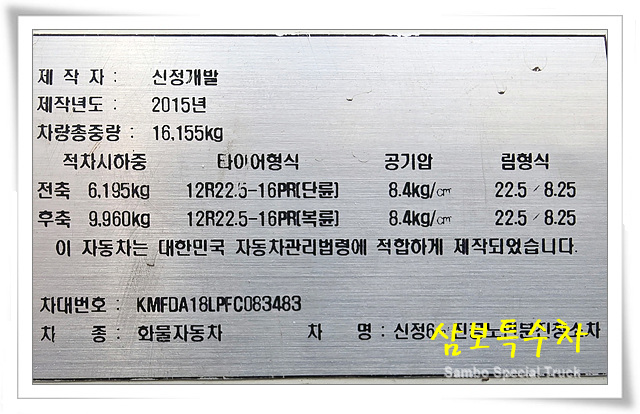 제 작 자 : 신정개발
제작년도 : 2015년
차량총중량 : 16.155kg
적차시하중 타이어형식 공기압 림형식
전축 6.195kg 12R22.5-16PR(단륜) 8.4kg/㎠ 22.5 / 8.25
후축 9.960kg 12R22.5-16PR(복륜) 8.4kg/㎠ 22.5 / 8.25
이 자동차는 대한민국 자동차관리법령에 적합하게 제작되었습니다.
차대번호 : KMFDA18LPFC083483
차 종 : 화물자동차 차 명 : 신정6
삼보특수차
Sambo Special Truck